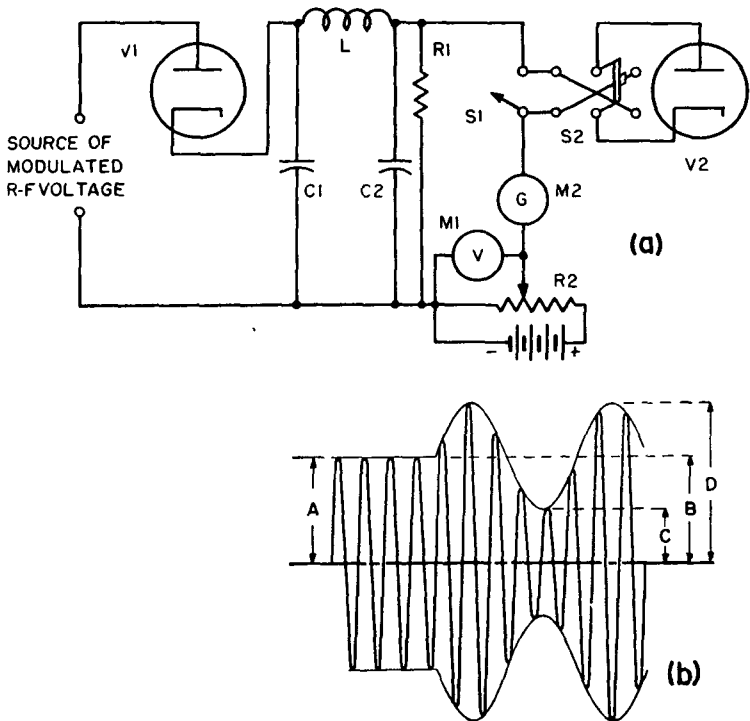 V1
L
R1
S1
S2
V2
SOURCE OF
MODULATED
R-F VOLTAGE
C1
C2
G
M2
M1
V
(a)
R2
- +
A
B
C
D
(b)